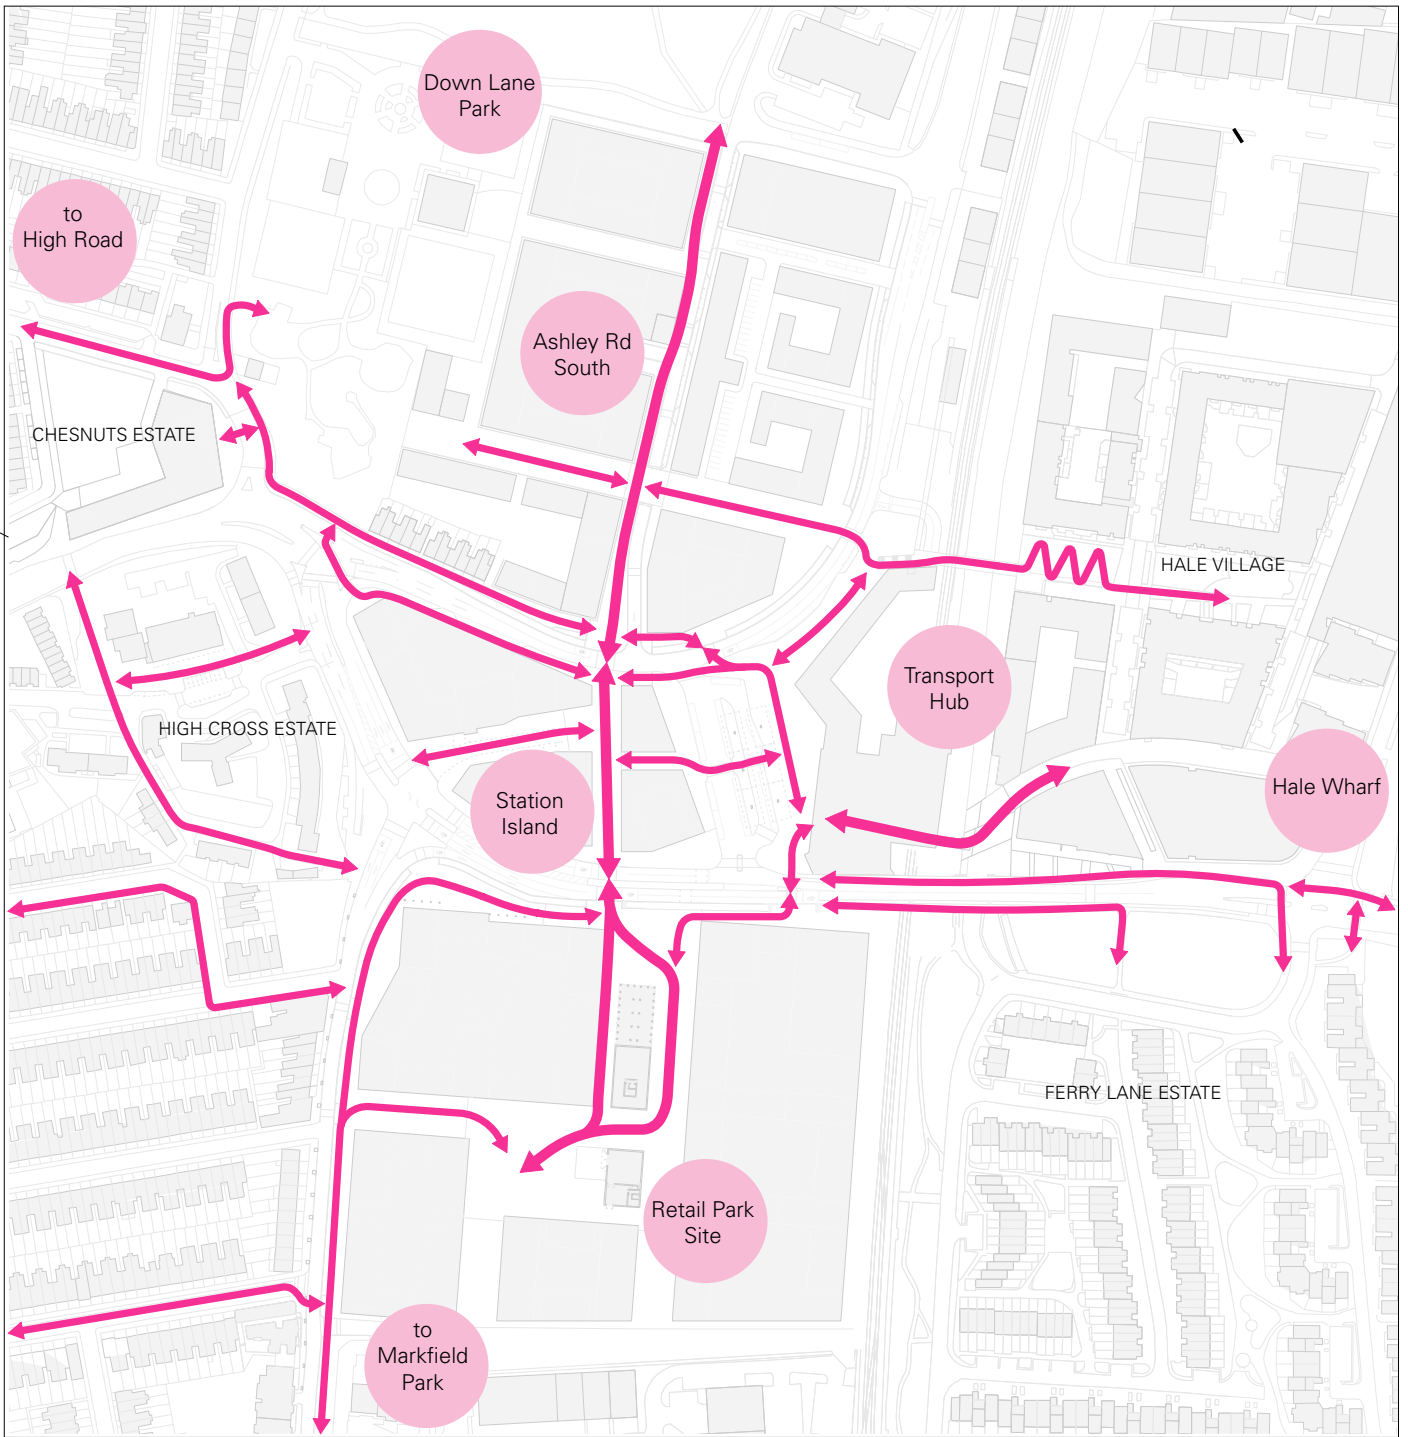 Down Lane
Park
to
High Road
Ashley Rd
South
CHESNUTS ESTATE
HALE VILLAGE
Transport
Hub
HIGH CROSS ESTATE
Station
Island
Hale Wharf
FERRY LANE ESTATE
Retail Park
Site
to
Markfield
Park